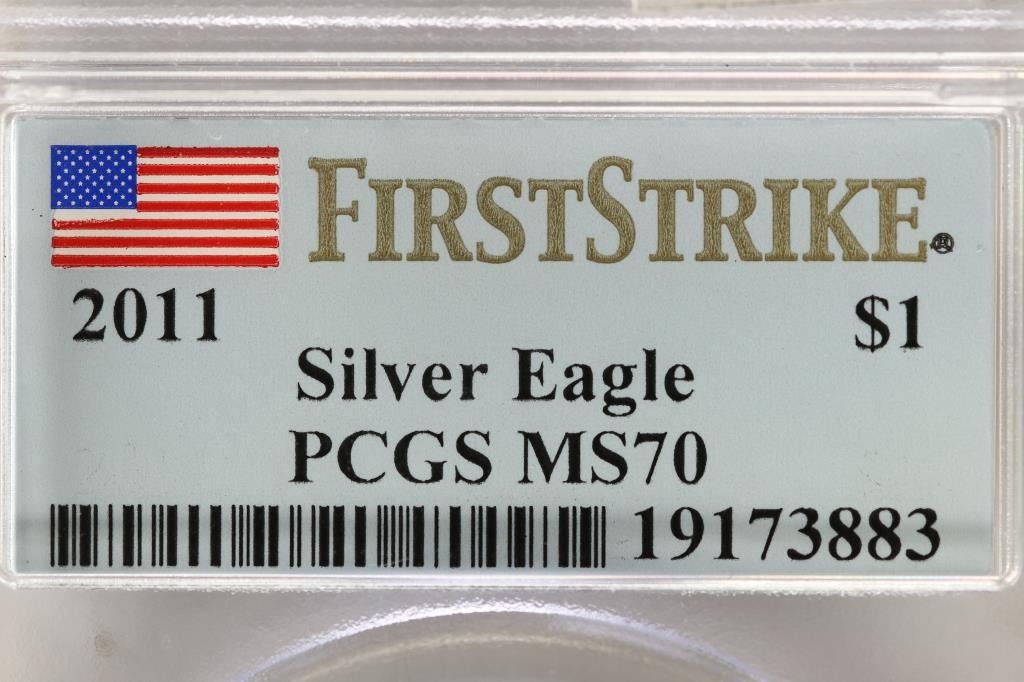 FIRSTSTRIKE®
2011 $1
Silver Eagle
PCGS MS70
19173883